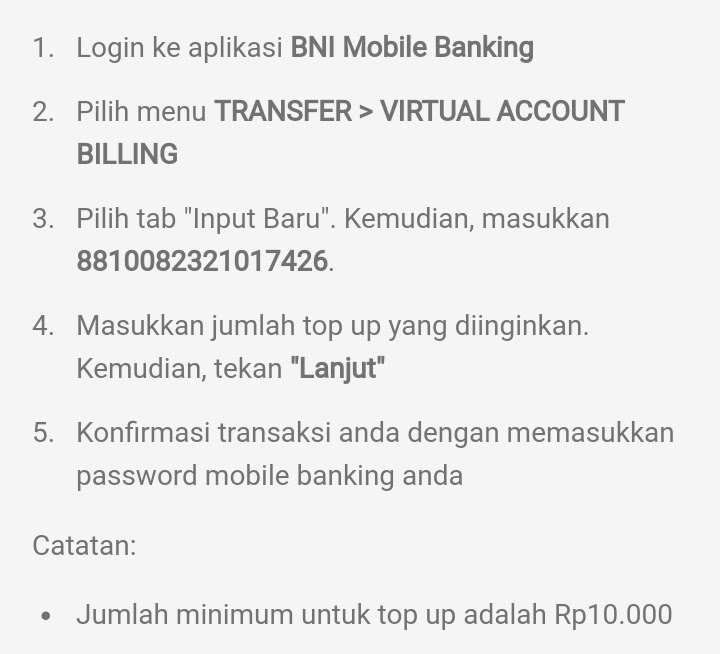 1. Login ke aplikasi BNI Mobile Banking
2. Pilih menu TRANSFER > VIRTUAL ACCOUNT
BILLING
3. Pilih tab "Input Baru". Kemudian, masukkan
8810082321017426.
4. Masukkan jumlah top up yang diinginkan.
Kemudian, tekan "Lanjut"
5. Konfirmasi transaksi anda dengan memasukkan
password mobile banking anda
Catatan:
• Jumlah minimum untuk top up adalah Rp10.000